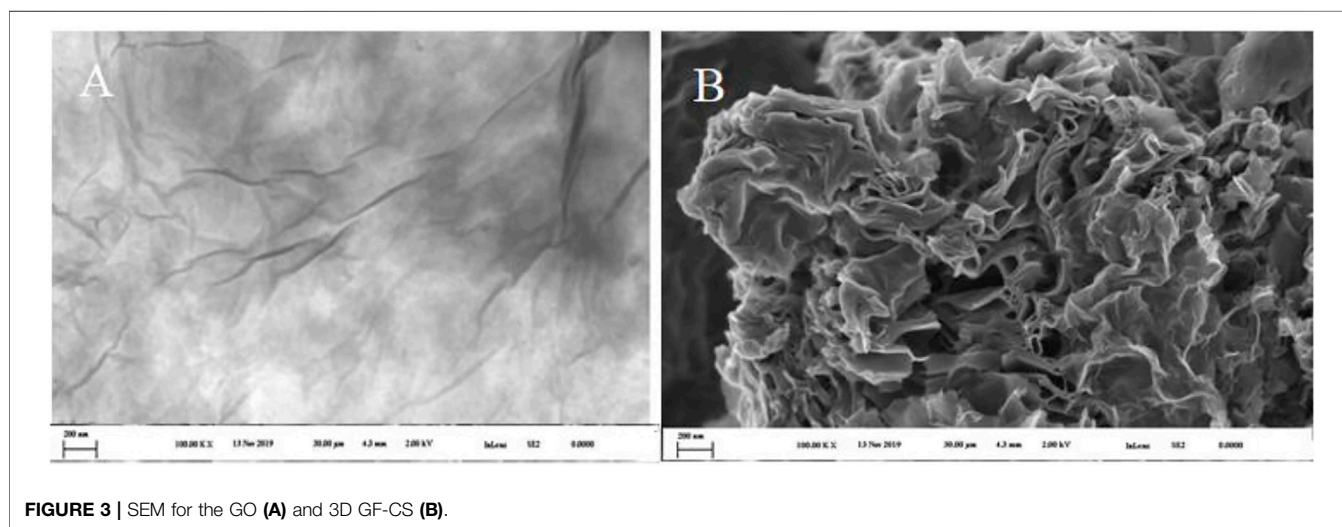 A
B
200 nm 100.00 K X 13 Nov 2019 30.00 µm 4.3 mm 2.00 kV InLens SE2 0.0000
200 nm 100.00 K X 13 Nov 2019 30.00 µm 4.3 mm 2.00 kV InLens SE2 0.0000
FIGURE 3 | SEM for the GO (A) and 3D GF-CS (B).